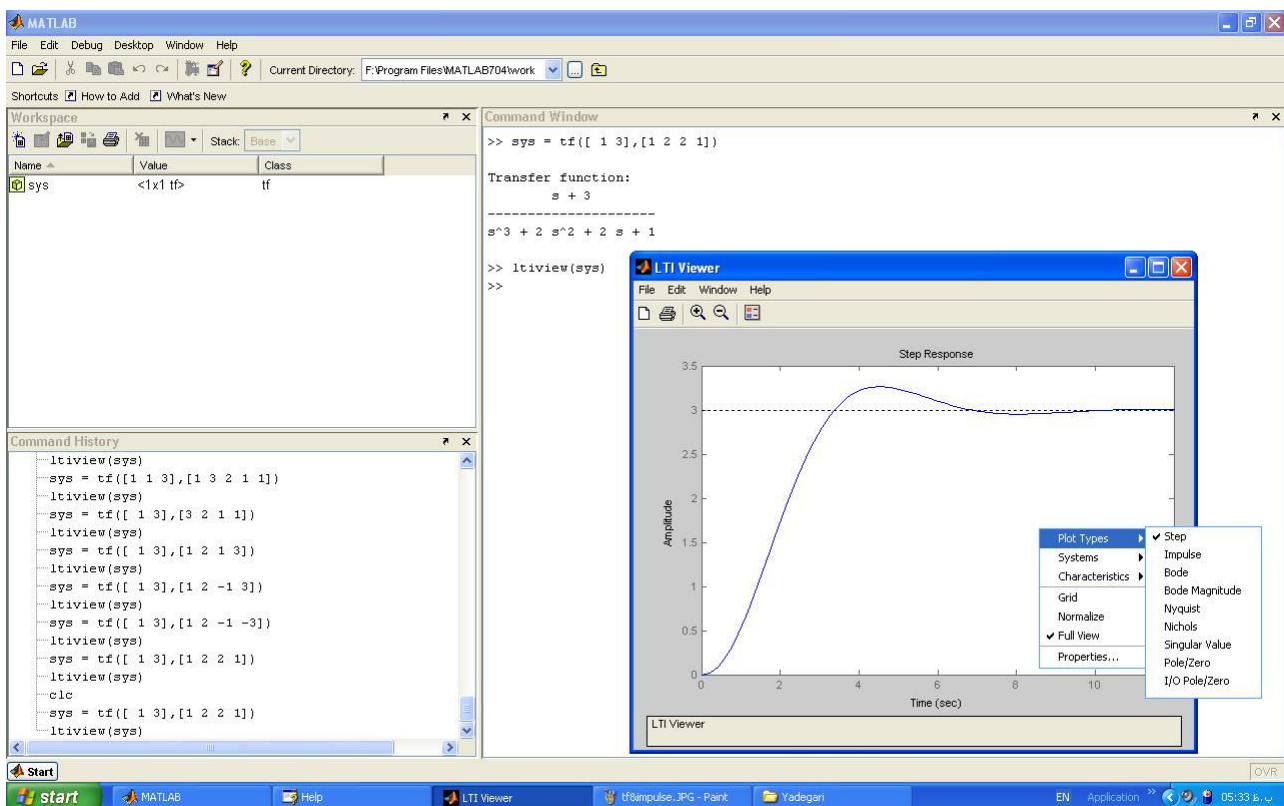 MATLAB
File Edit Debug Desktop Window Help
Current Directory: F:\Program Files\MATLAB704\work
Shortcuts How to Add What's New
Workspace
Stack: Base
Name Value Class
sys <1x1 tf> tf
Command History
ltiview(sys)
sys = tf([1 1 3],[1 3 2 1 1])
ltiview(sys)
sys = tf([ 1 3],[3 2 1 1])
ltiview(sys)
sys = tf([ 1 3],[1 2 1 3])
ltiview(sys)
sys = tf([ 1 3],[1 2 -1 3])
ltiview(sys)
sys = tf([ 1 3],[1 2 -1 -3])
ltiview(sys)
sys = tf([ 1 3],[1 2 2 1])
ltiview(sys)
clc
sys = tf([ 1 3],[1 2 2 1])
ltiview(sys)
Command Window
>> sys = tf([ 1 3],[1 2 2 1])
Transfer function:
s + 3
---------------------
s^3 + 2 s^2 + 2 s + 1
>> ltiview(sys)
>>
LTI Viewer
File Edit Window Help
Step Response
3.5
3
2.5
2
1.5
1
0.5
0
Amplitude
0 2 4 6 8 10
Time (sec)
Plot Types
Systems
Characteristics
Grid
Normalize
Full View
Properties...
Step
Impulse
Bode
Bode Magnitude
Nyquist
Nichols
Singular Value
Pole/Zero
I/O Pole/Zero
LTI Viewer
Start
OVR
start MATLAB Help LTI Viewer tf8impulse.JPG - Paint Yadegari EN Application » 05:33 ب.ظ